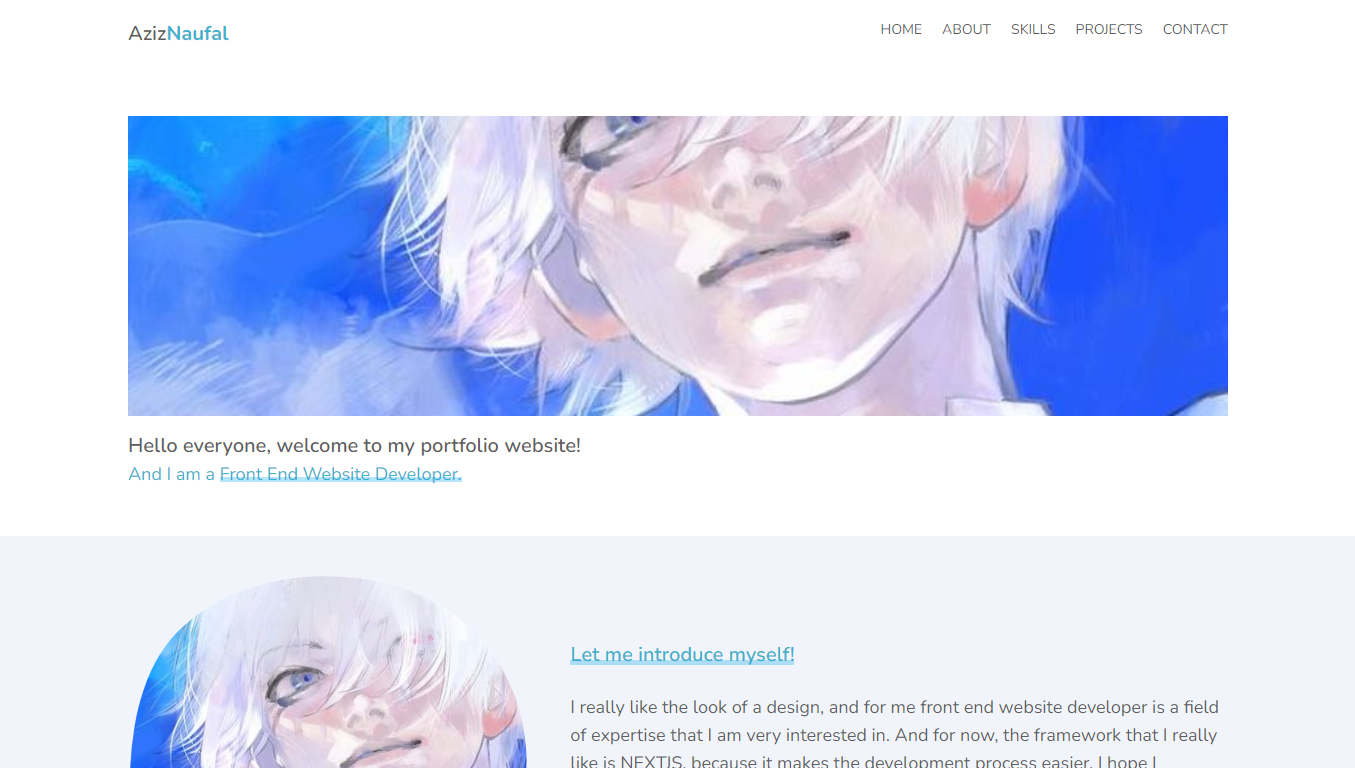 AzizNaufal
HOME ABOUT SKILLS PROJECTS CONTACT
Hello everyone, welcome to my portfolio website!
And I am a Front End Website Developer.
Let me introduce myself!
I really like the look of a design, and for me front end website developer is a field
of expertise that I am very interested in. And for now, the framework that I really
like is NEXTJS, because it makes the development process easier. I hope I